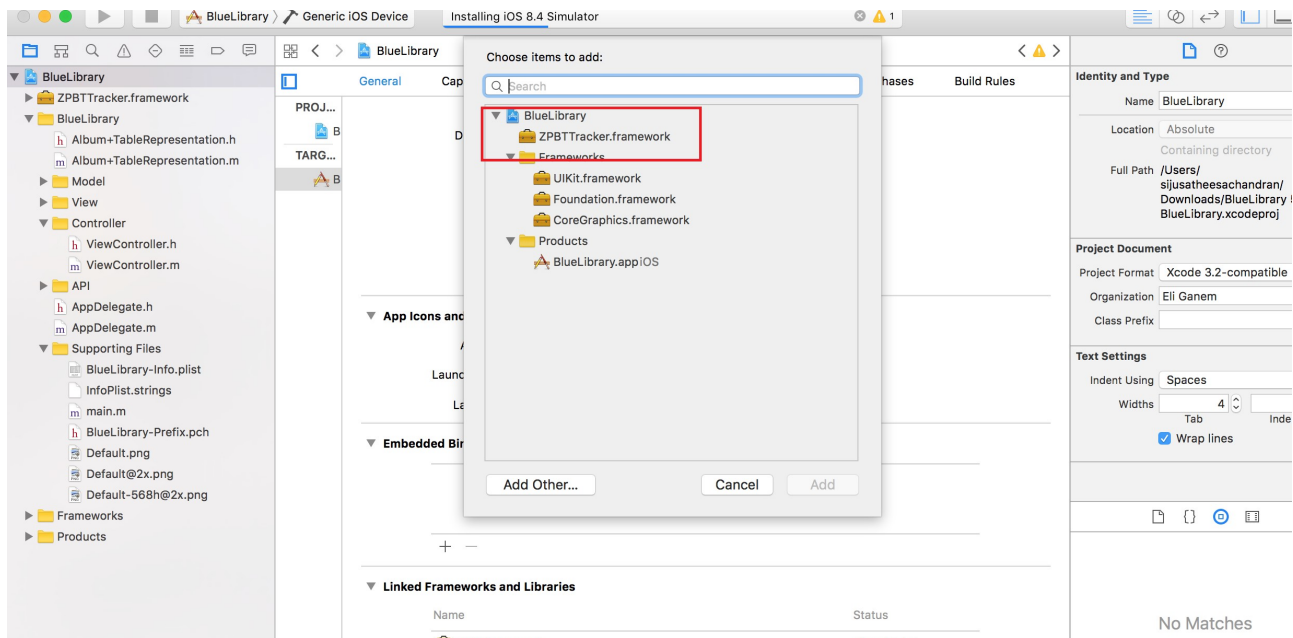 BlueLibrary Generic iOS Device Installing iOS 8.4 Simulator 1
BlueLibrary
ZPBTTracker.framework
BlueLibrary
Album+TableRepresentation.h
Album+TableRepresentation.m
Model
View
Controller
ViewController.h
ViewController.m
API
AppDelegate.h
AppDelegate.m
Supporting Files
BlueLibrary-Info.plist
InfoPlist.strings
main.m
BlueLibrary-Prefix.pch
Default.png
Default@2x.png
Default-568h@2x.png
Frameworks
Products
BlueLibrary
General Cap hases Build Rules
PROJ...
B
TARG...
B
D
App Icons and
Launc
La
Embedded Bin
Linked Frameworks and Libraries
Name Status
Choose items to add:
Search
BlueLibrary
ZPBTTracker.framework
Frameworks
UIKit.framework
Foundation.framework
CoreGraphics.framework
Products
BlueLibrary.app iOS
Add Other... Cancel Add
Identity and Type
Name BlueLibrary
Location Absolute
Containing directory
Full Path /Users/
sijusatheesachandran/
Downloads/BlueLibrary
BlueLibrary.xcodeproj
Project Document
Project Format Xcode 3.2-compatible
Organization Eli Ganem
Class Prefix
Text Settings
Indent Using Spaces
Widths 4
Tab Inde
Wrap lines
No Matches